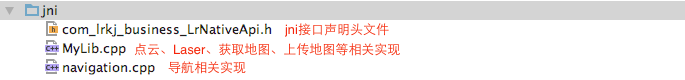 jni
com_lrkj_business_LrNativeApi.h jni接口声明头文件
MyLib.cpp 点云、Laser、获取地图、上传地图等相关实现
navigation.cpp 导航相关实现